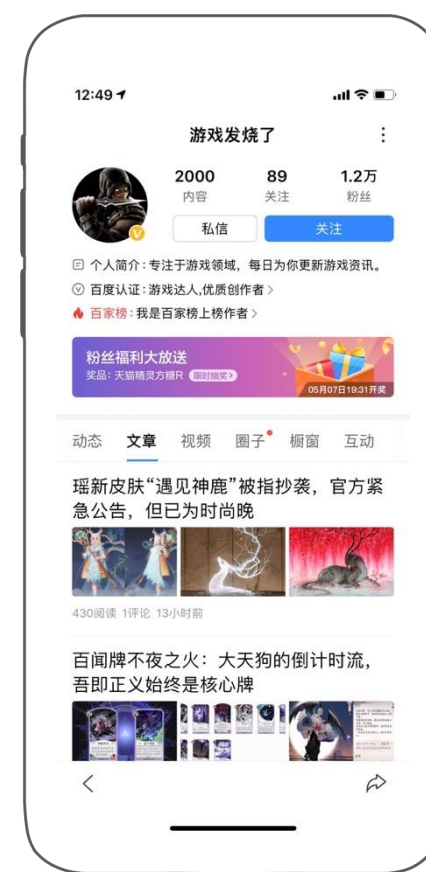 12:49
游戏发烧了
2000 89 1.2万
内容 关注 粉丝
私信 关注
个人简介:专注于游戏领域，每日为你更新游戏资讯。
百度认证:游戏达人,优质创作者
百家榜:我是百家榜上榜作者
粉丝福利大放送
奖品:天猫精灵方糖R 限时抽奖
05月07日19:31开奖
动态 文章 视频 圈子 橱窗 互动
瑶新皮肤“遇见神鹿”被指抄袭，官方紧
急公告，但已为时尚晚
430阅读 1评论 13小时前
百闻牌不夜之火：大天狗的倒计时流，
吾即正义始终是核心牌